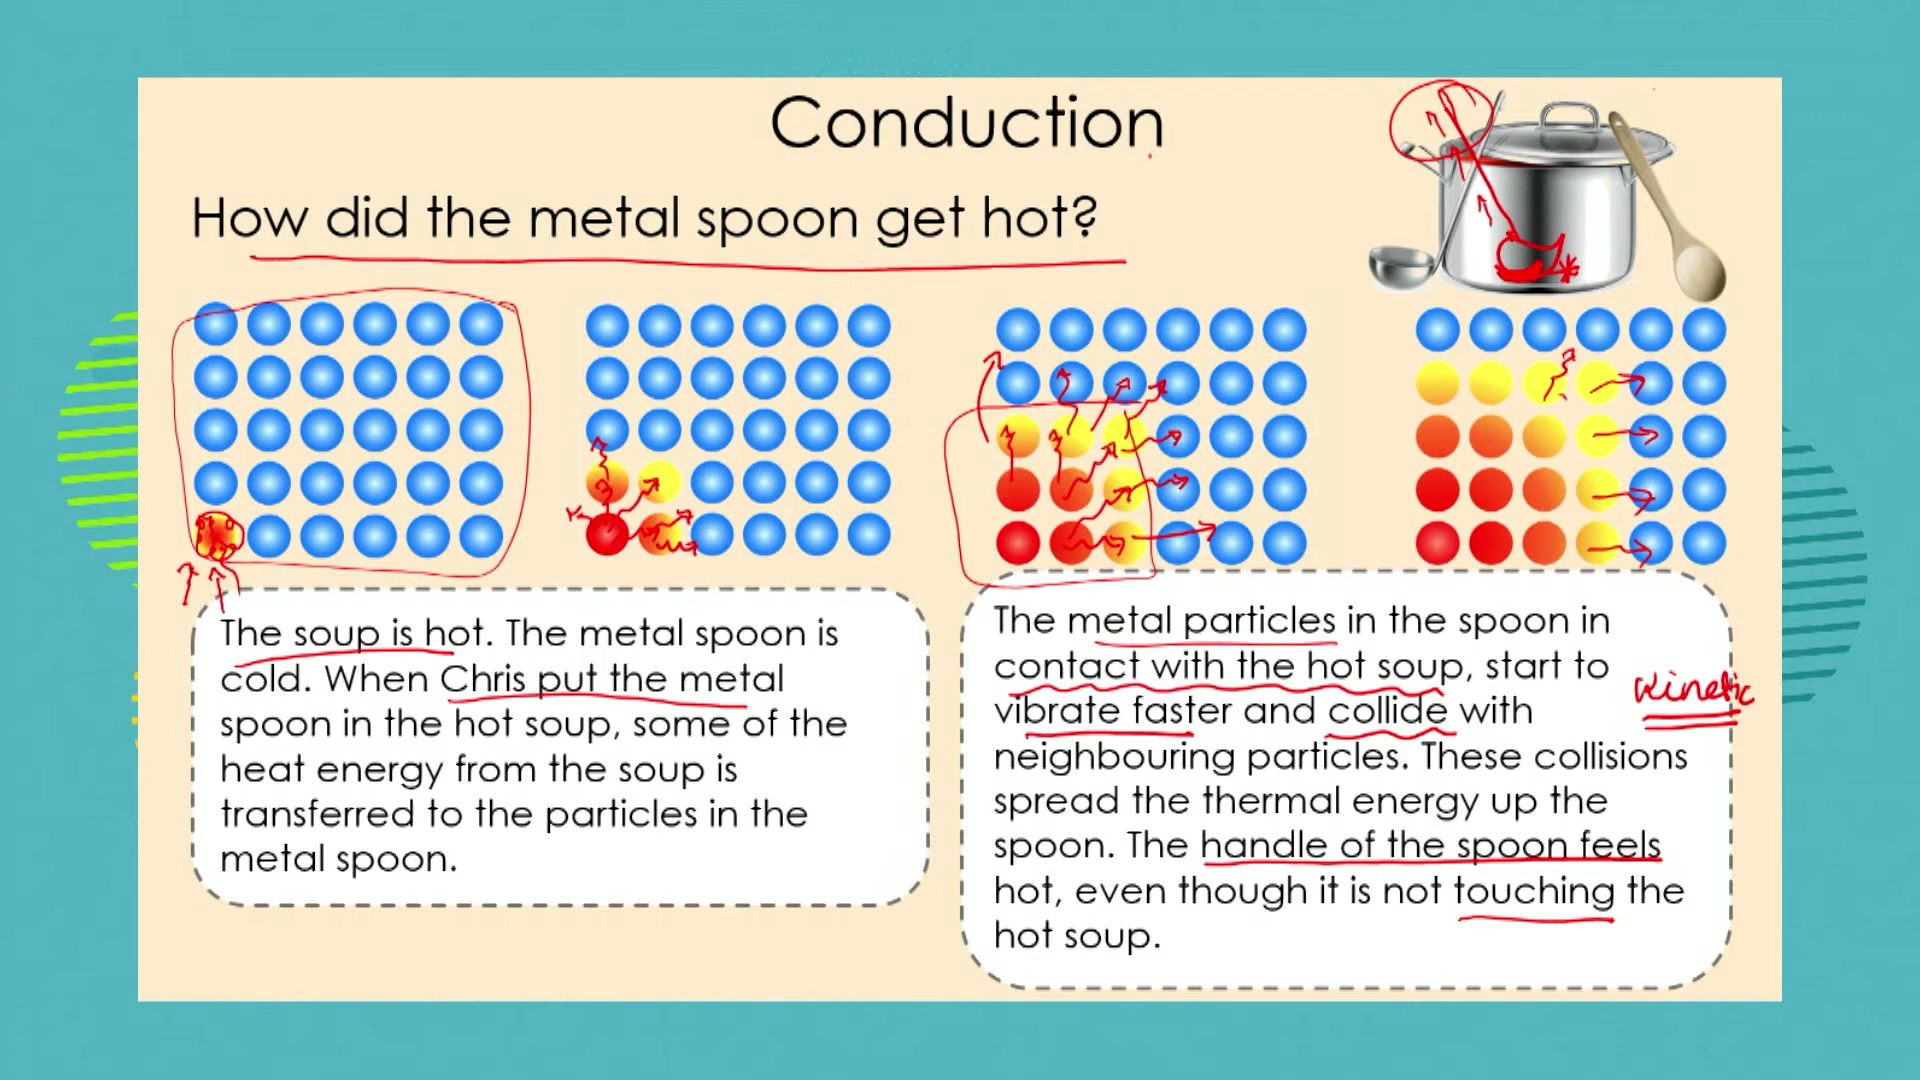 Conduction
How did the metal spoon get hot?
The soup is hot. The metal spoon is
cold. When Chris put the metal
spoon in the hot soup, some of the
heat energy from the soup is
transferred to the particles in the
metal spoon.
The metal particles in the spoon in
contact with the hot soup, start to
vibrate faster and collide with
neighbouring particles. These collisions
spread the thermal energy up the
spoon. The handle of the spoon feels
hot, even though it is not touching the
hot soup.
Kinetic